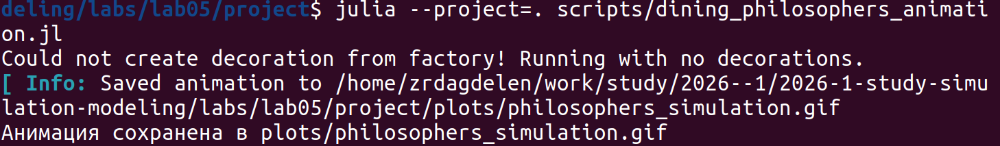 deling/labs/lab05/project$ julia --project=. scripts/dining_philosophers_animati
on.jl
Could not create decoration from factory! Running with no decorations.
[ Info: Saved animation to /home/zrdagdelen/work/study/2026--1/2026-1-study-simu
lation-modeling/labs/lab05/project/plots/philosophers_simulation.gif
Анимация сохранена в plots/philosophers_simulation.gif